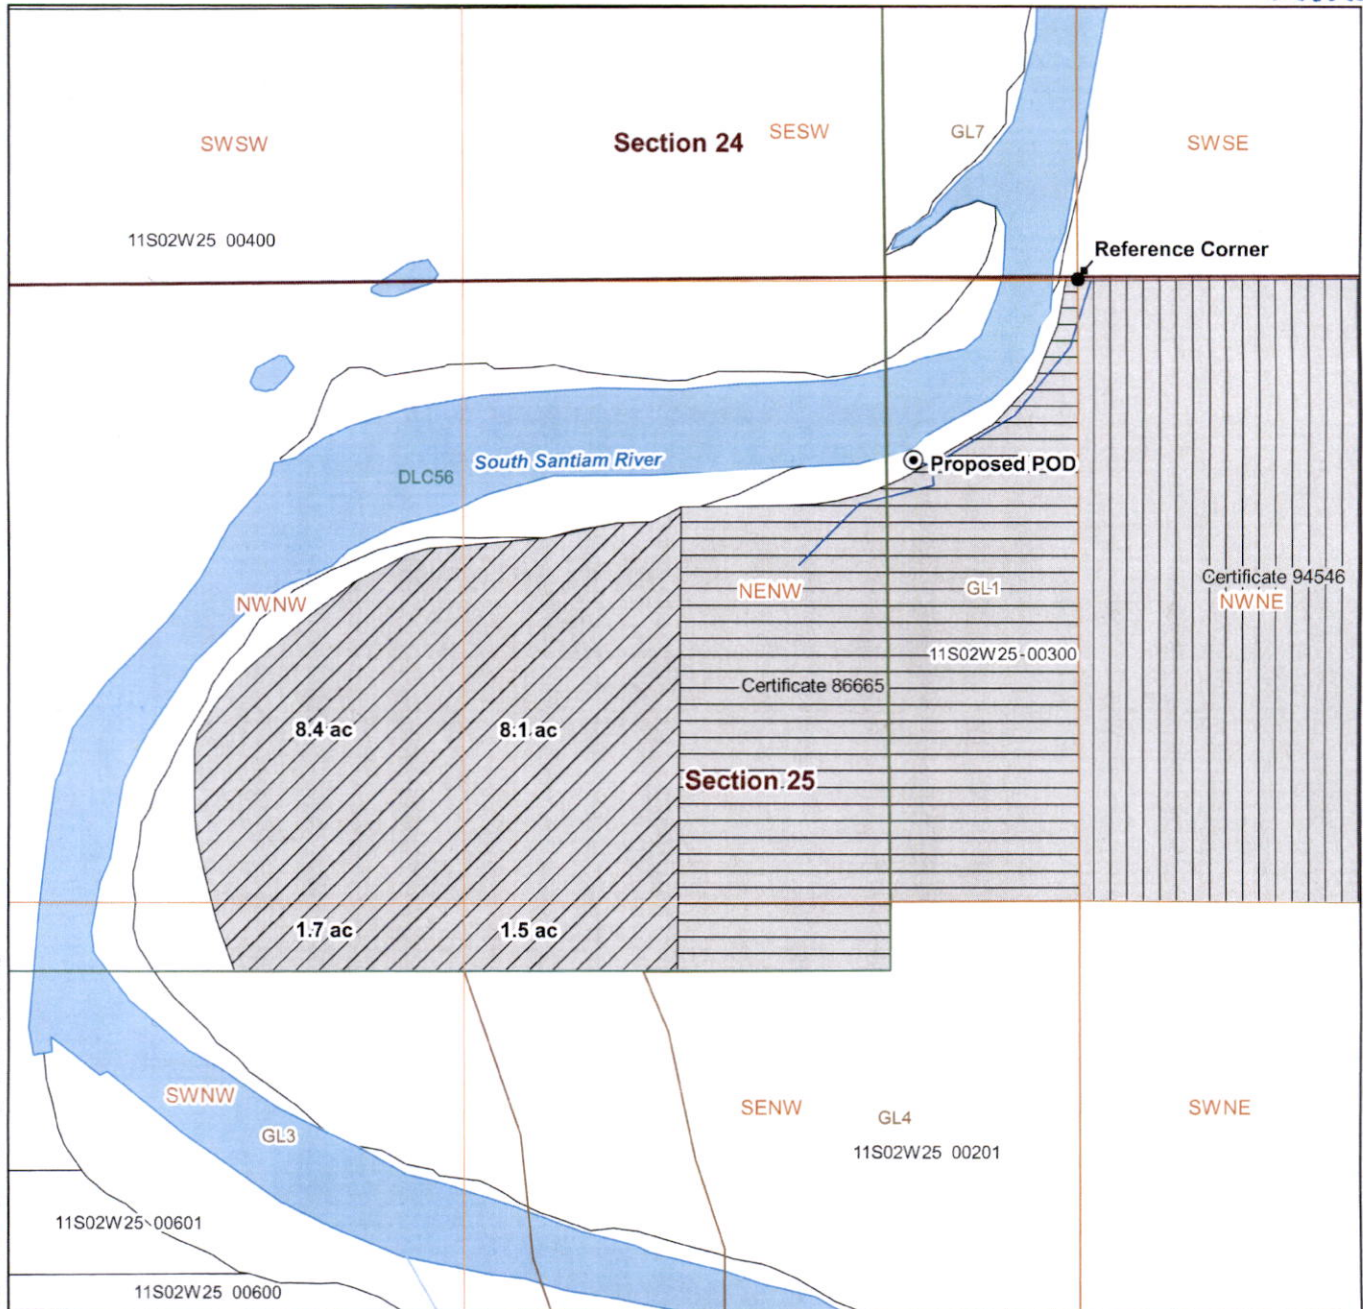 SWSW
Section 24
SESW
GL7
SWSE
11S02W25 00400
Reference Corner
South Santiam River
DLC56
Proposed POD
NWNW
NENW
GL1
Certificate 94546
NWNE
11S02W25-00300
Certificate 86665
8.4 ac
8.1 ac
Section 25
1.7 ac
1.5 ac
SWNW
GL3
SENW
GL4
SWNE
11S02W25 00201
11S02W25-00601
11S02W25 00600